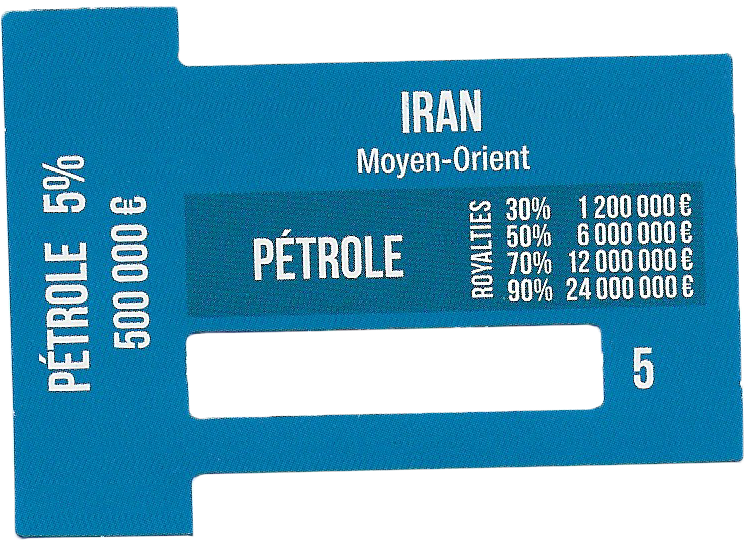 PÉTROLE 5%
500 000 €
IRAN
Moyen-Orient
PÉTROLE
ROYALTIES
30% 1 200 000 €
50% 6 000 000 €
70% 12 000 000 €
90% 24 000 000 €
5